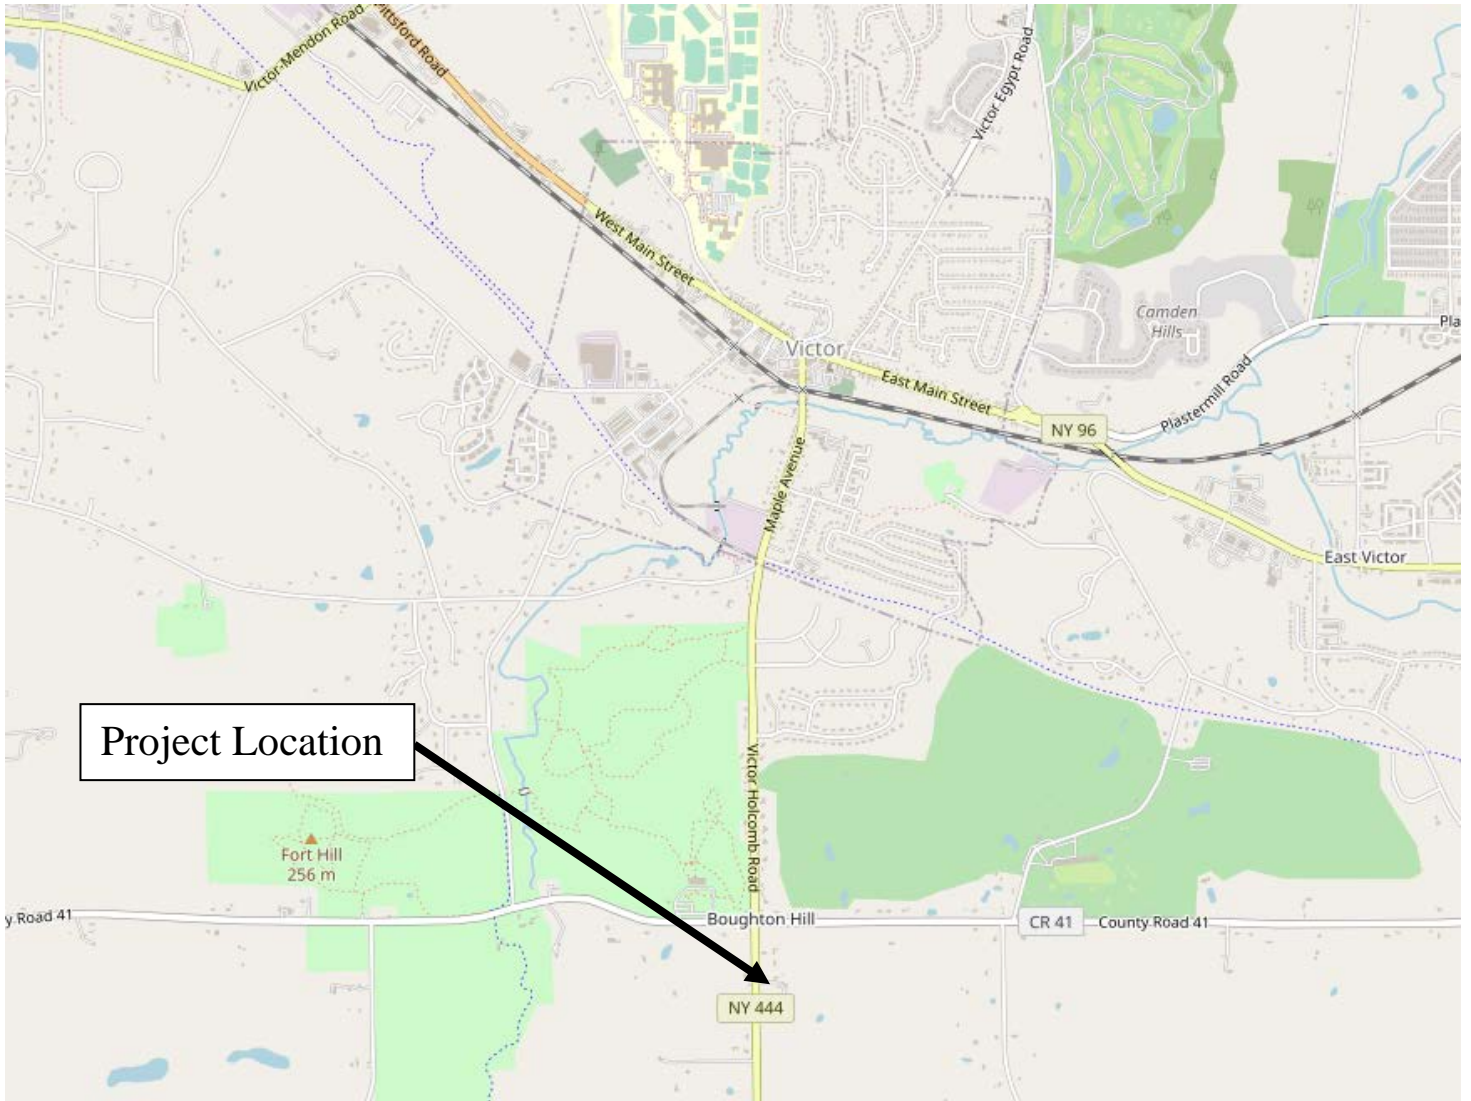 Victor-Mendon Road
ittsford Road
Victor Egypt Road
West Main Street
Camden
Hills
Pla
Victor
East Main Street
Plastermill Road
NY 96
Maple Avenue
East Victor
Project Location
Victor Holcomb Road
Fort Hill
256 m
y Road 41
Boughton Hill
CR 41
County Road 41
NY 444